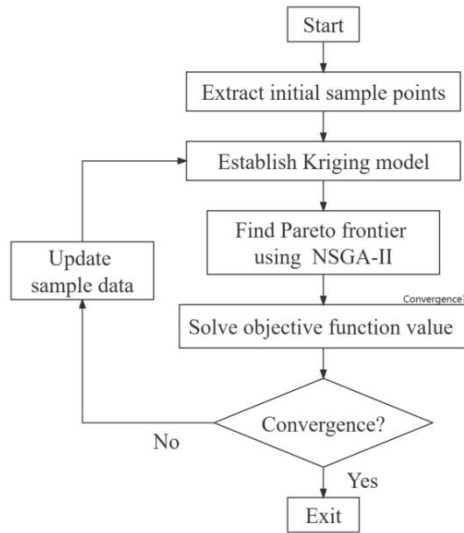 Start
Extract initial sample points
Establish Kriging model
Find Pareto frontier
using NSGA-II
Update
sample data
Convergence?
Solve objective function value
Convergence?
No
Yes
Exit